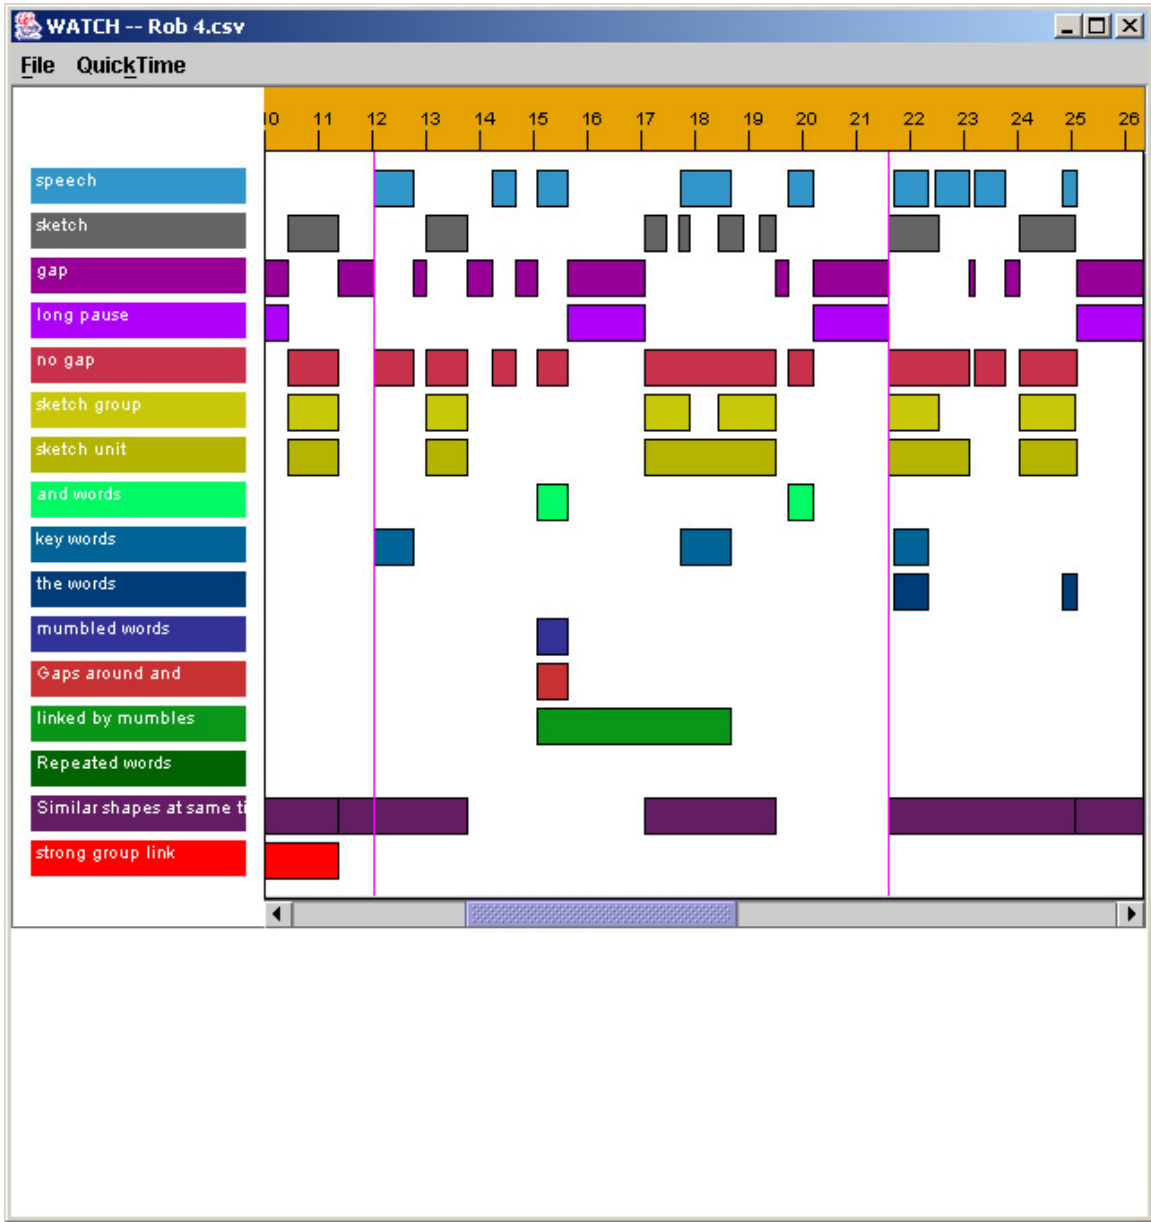 WATCH -- Rob 4.csv
File QuickTime
10 11 12 13 14 15 16 17 18 19 20 21 22 23 24 25 26
speech
sketch
gap
long pause
no gap
sketch group
sketch unit
and words
key words
the words
mumbled words
Gaps around and
linked by mumbles
Repeated words
Similar shapes at same ti
strong group link